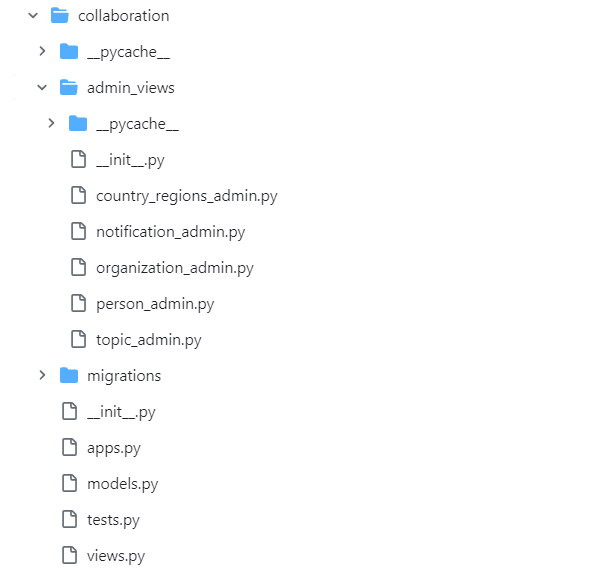 collaboration
__pycache__
admin_views
__pycache__
__init__.py
country_regions_admin.py
notification_admin.py
organization_admin.py
person_admin.py
topic_admin.py
migrations
__init__.py
apps.py
models.py
tests.py
views.py